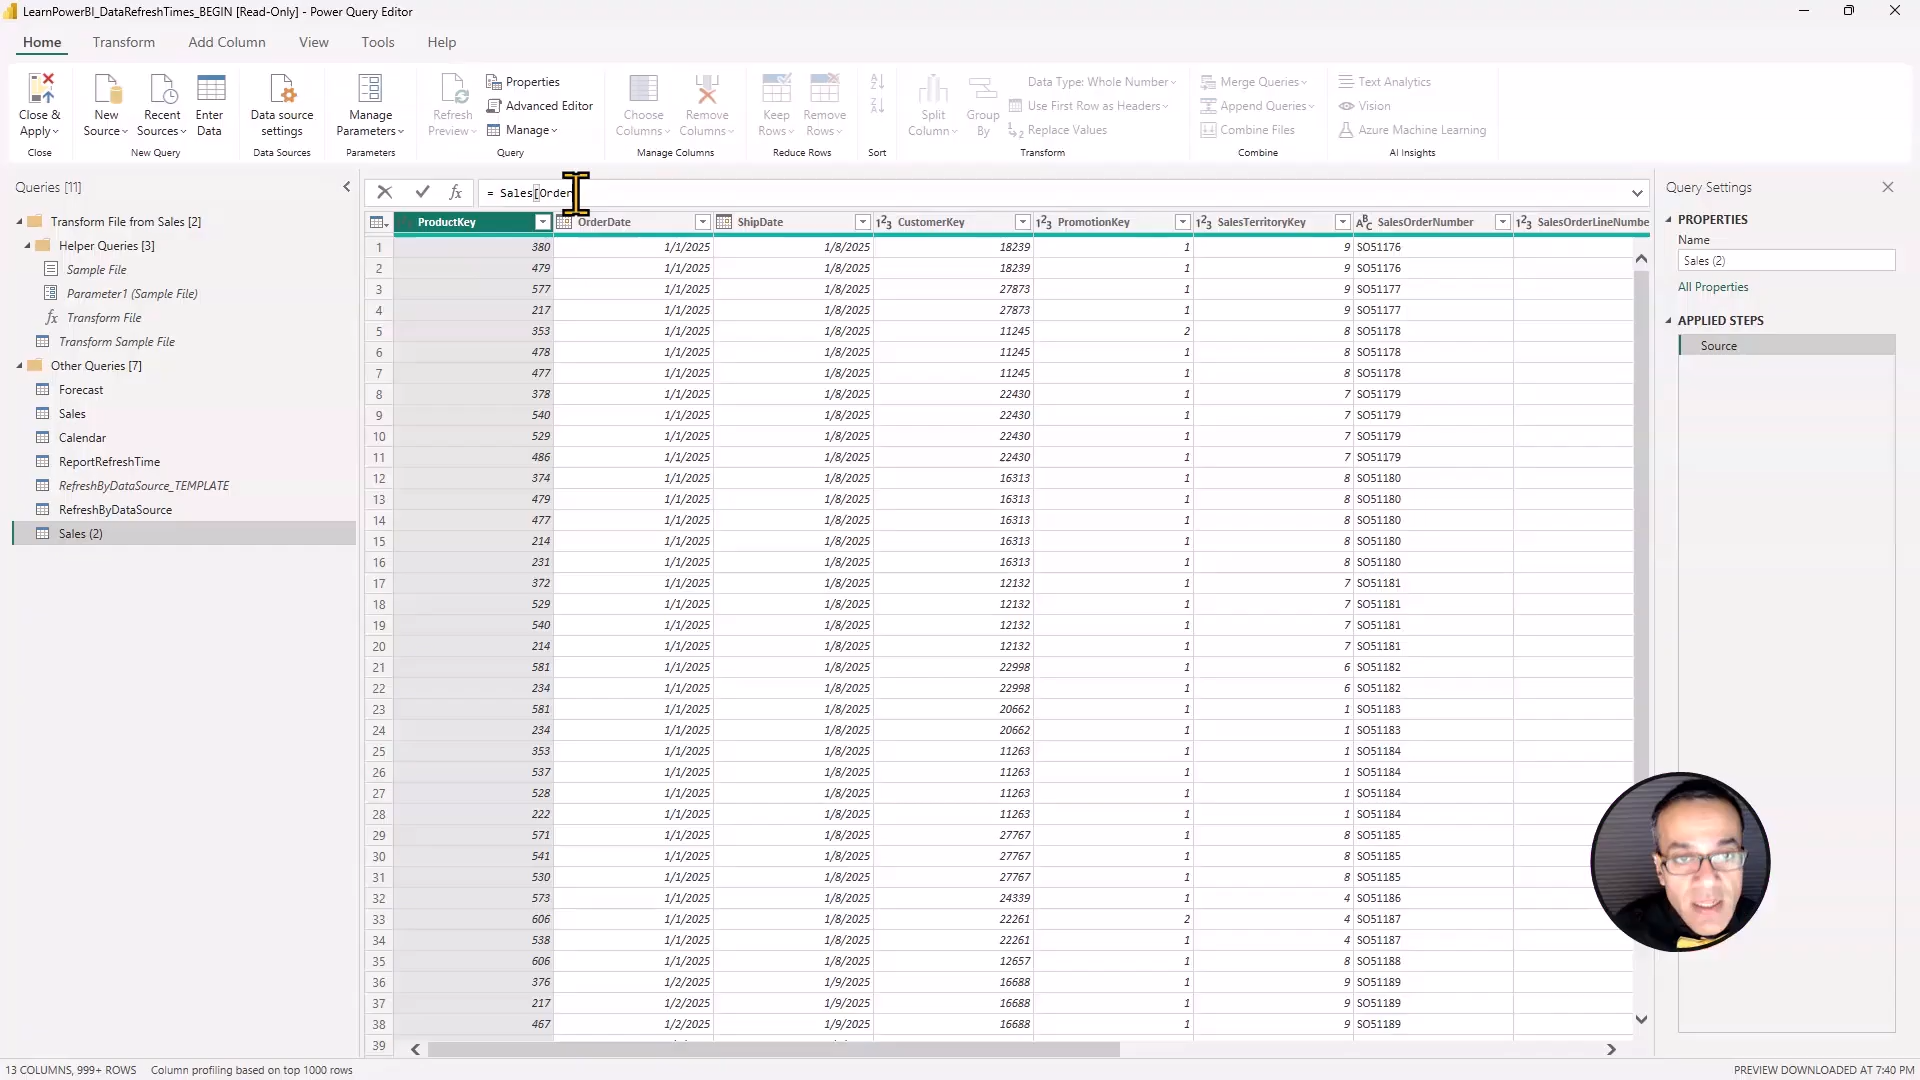 LearnPowerBI_DataRefreshTimes_BEGIN [Read-Only] - Power Query Editor
Home Transform Add Column View Tools Help
Close & Apply
New Source
Recent Sources
Enter Data
Data source settings
Manage Parameters
Refresh Preview
Properties
Advanced Editor
Manage
Choose Columns
Remove Columns
Keep Rows
Remove Rows
Split Column
Group By
Data Type: Whole Number
Use First Row as Headers
Replace Values
Merge Queries
Append Queries
Combine Files
Text Analytics
Vision
Azure Machine Learning
Close New Query Data Sources Parameters Query Manage Columns Reduce Rows Sort Transform Combine AI Insights
Queries [11]
Transform File from Sales [2]
Helper Queries [3]
Sample File
Parameter1 (Sample File)
fx Transform File
Transform Sample File
Other Queries [7]
Forecast
Sales
Calendar
ReportRefreshTime
RefreshByDataSource_TEMPLATE
RefreshByDataSource
Sales (2)
fx = Sales[Order
ProductKey OrderDate ShipDate 123 CustomerKey 123 PromotionKey 123 SalesTerritoryKey ABC SalesOrderNumber 123 SalesOrderLineNumbe
1 380 1/1/2025 1/8/2025 18239 1 9 SO51176
2 479 1/1/2025 1/8/2025 18239 1 9 SO51176
3 577 1/1/2025 1/8/2025 27873 1 9 SO51177
4 217 1/1/2025 1/8/2025 27873 1 9 SO51177
5 353 1/1/2025 1/8/2025 11245 2 8 SO51178
6 478 1/1/2025 1/8/2025 11245 1 8 SO51178
7 477 1/1/2025 1/8/2025 11245 1 8 SO51178
8 378 1/1/2025 1/8/2025 22430 1 7 SO51179
9 540 1/1/2025 1/8/2025 22430 1 7 SO51179
10 529 1/1/2025 1/8/2025 22430 1 7 SO51179
11 486 1/1/2025 1/8/2025 22430 1 7 SO51179
12 374 1/1/2025 1/8/2025 16313 1 8 SO51180
13 479 1/1/2025 1/8/2025 16313 1 8 SO51180
14 477 1/1/2025 1/8/2025 16313 1 8 SO51180
15 214 1/1/2025 1/8/2025 16313 1 8 SO51180
16 231 1/1/2025 1/8/2025 16313 1 8 SO51180
17 372 1/1/2025 1/8/2025 12132 1 7 SO51181
18 529 1/1/2025 1/8/2025 12132 1 7 SO51181
19 540 1/1/2025 1/8/2025 12132 1 7 SO51181
20 214 1/1/2025 1/8/2025 12132 1 7 SO51181
21 581 1/1/2025 1/8/2025 22998 1 6 SO51182
22 234 1/1/2025 1/8/2025 22998 1 6 SO51182
23 581 1/1/2025 1/8/2025 20662 1 1 SO51183
24 234 1/1/2025 1/8/2025 20662 1 1 SO51183
25 353 1/1/2025 1/8/2025 11263 1 1 SO51184
26 537 1/1/2025 1/8/2025 11263 1 1 SO51184
27 528 1/1/2025 1/8/2025 11263 1 1 SO51184
28 222 1/1/2025 1/8/2025 11263 1 1 SO51184
29 571 1/1/2025 1/8/2025 27767 1 8 SO51185
30 541 1/1/2025 1/8/2025 27767 1 8 SO51185
31 530 1/1/2025 1/8/2025 27767 1 8 SO51185
32 573 1/1/2025 1/8/2025 24339 1 4 SO51186
33 606 1/1/2025 1/8/2025 22261 2 4 SO51187
34 538 1/1/2025 1/8/2025 22261 1 4 SO51187
35 606 1/1/2025 1/8/2025 12657 1 8 SO51188
36 376 1/2/2025 1/9/2025 16688 1 9 SO51189
37 217 1/2/2025 1/9/2025 16688 1 9 SO51189
38 467 1/2/2025 1/9/2025 16688 1 9 SO51189
39
Query Settings
PROPERTIES
Name
Sales (2)
All Properties
APPLIED STEPS
Source
13 COLUMNS, 999+ ROWS Column profiling based on top 1000 rows
PREVIEW DOWNLOADED AT 7:40 PM